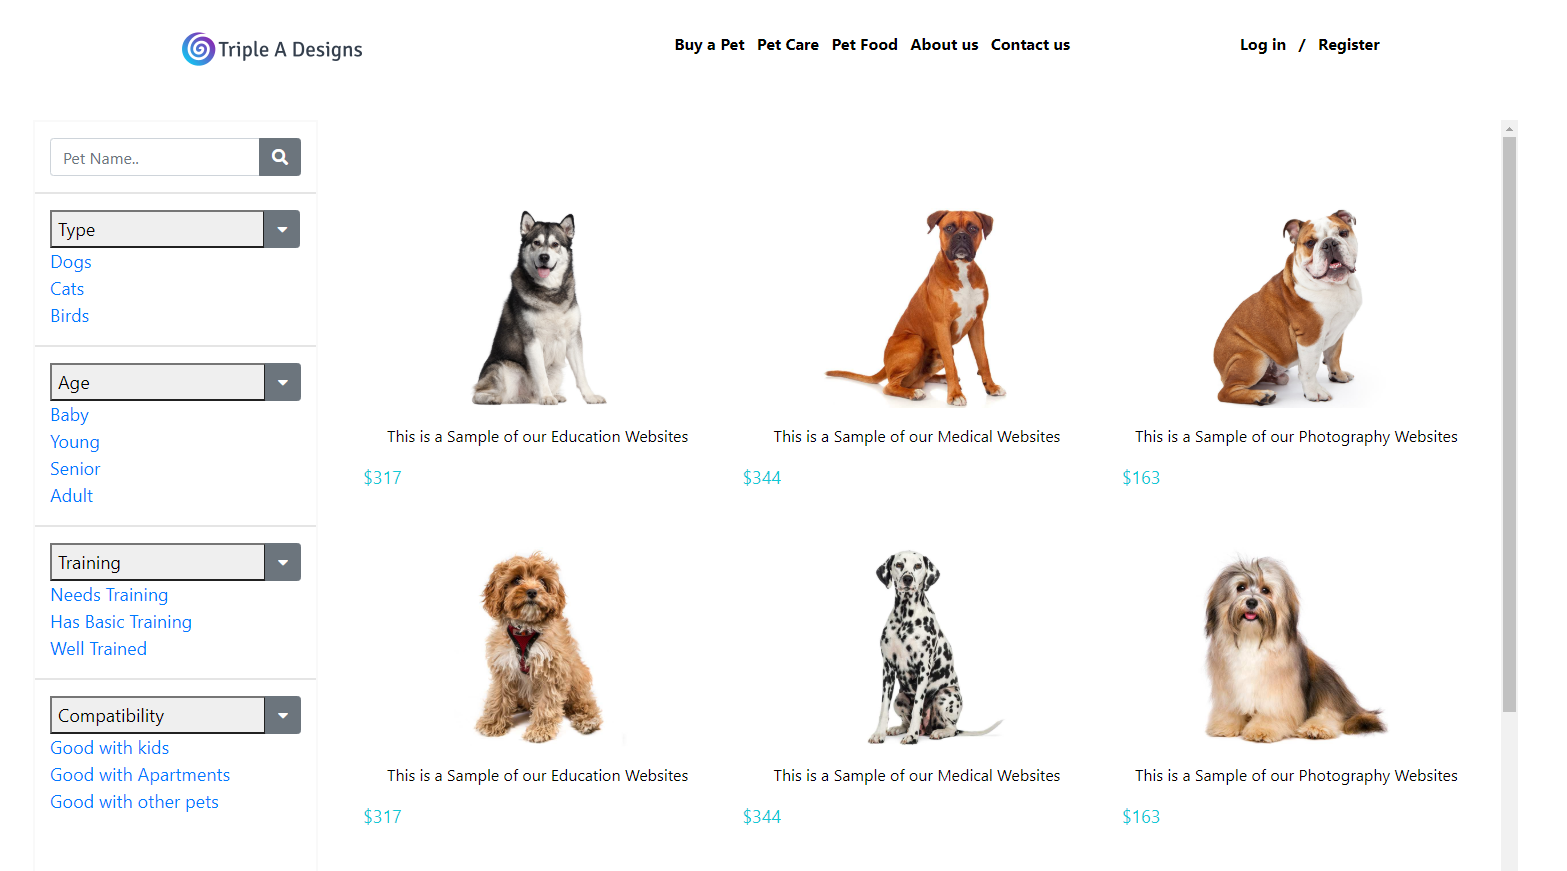 Triple A Designs
Buy a Pet Pet Care Pet Food About us Contact us
Log in / Register
Pet Name..
Type
Dogs
Cats
Birds
Age
Baby
Young
Senior
Adult
Training
Needs Training
Has Basic Training
Well Trained
Compatibility
Good with kids
Good with Apartments
Good with other pets
This is a Sample of our Education Websites
$317
This is a Sample of our Medical Websites
$344
This is a Sample of our Photography Websites
$163
This is a Sample of our Education Websites
$317
This is a Sample of our Medical Websites
$344
This is a Sample of our Photography Websites
$163